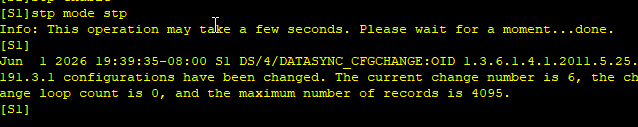 [S1]stp mode stp
Info: This operation may take a few seconds. Please wait for a moment...done.
[S1]
Jun  1 2026 19:39:35-08:00 S1 DS/4/DATASYNC_CFGCHANGE:OID 1.3.6.1.4.1.2011.5.25.
191.3.1 configurations have been changed. The current change number is 6, the ch
ange loop count is 0, and the maximum number of records is 4095.
[S1]